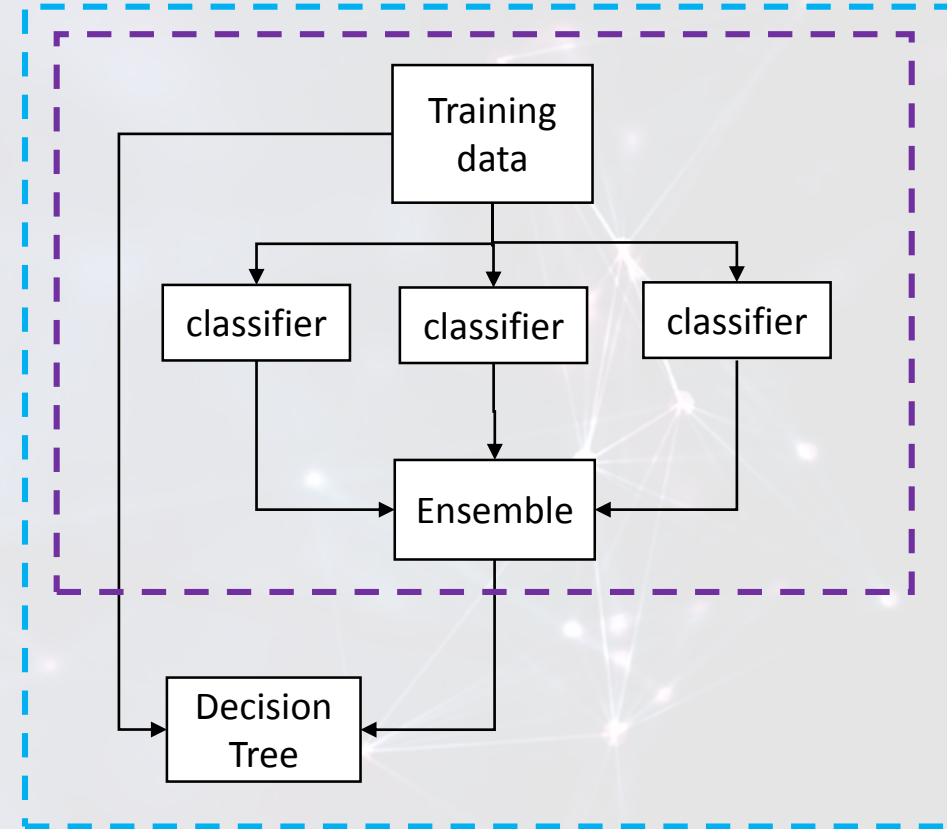 Training
data
classifier
classifier
classifier
Ensemble
Decision
Tree